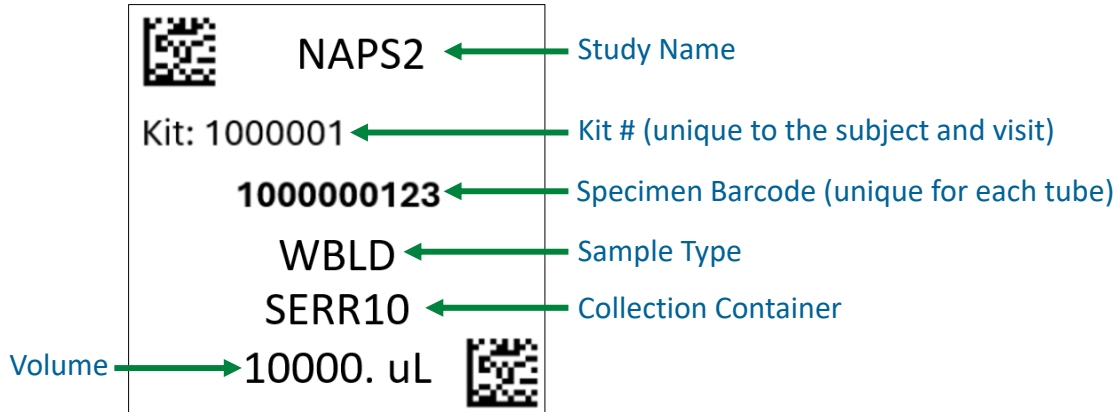 NAPS2 Study Name
Kit: 1000001 Kit # (unique to the subject and visit)
1000000123 Specimen Barcode (unique for each tube)
WBLD Sample Type
SERR10 Collection Container
Volume 10000. uL